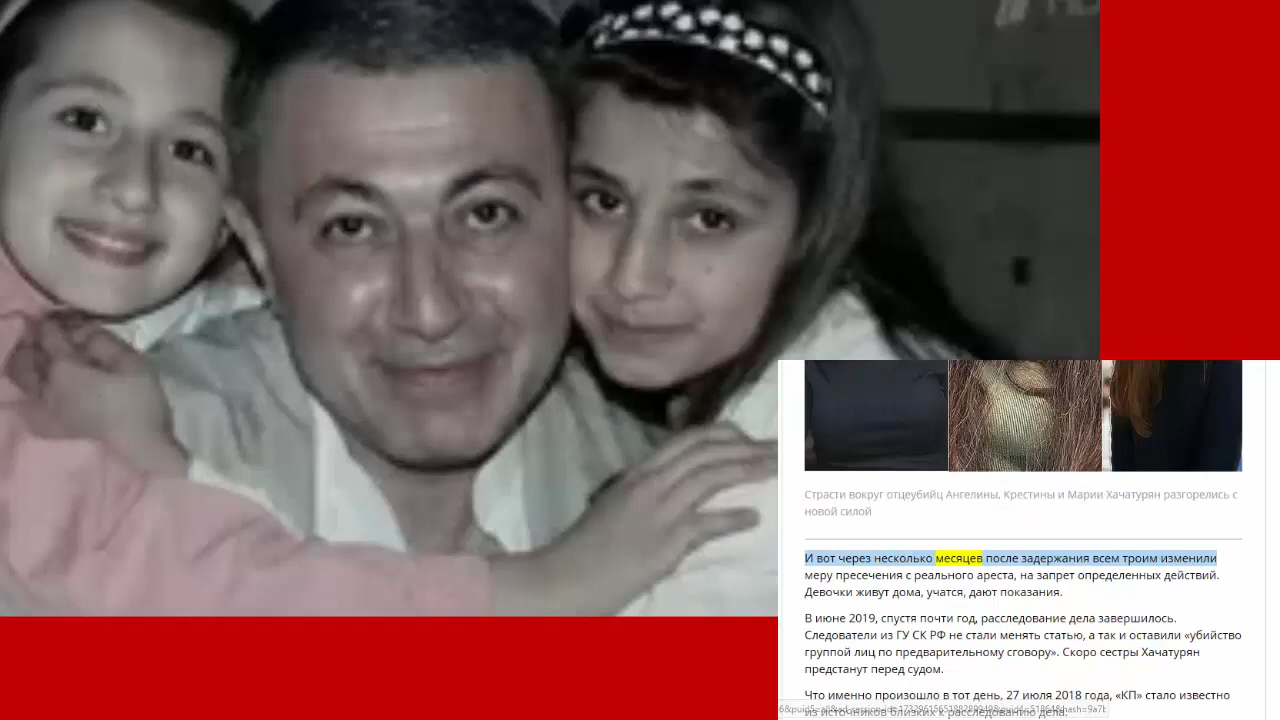 Страсти вокруг отцеубийц Ангелины, Крестины и Марии Хачатурян разгорелись с
новой силой
И вот через несколько месяцев после задержания всем троим изменили
меру пресечения с реального ареста, на запрет определенных действий.
Девочки живут дома, учатся, дают показания.
В июне 2019, спустя почти год, расследование дела завершилось.
Следователи из ГУ СК РФ не стали менять статью, а так и оставили «убийство
группой лиц по предварительному сговору». Скоро сестры Хачатурян
предстанут перед судом.
Что именно произошло в тот день, 27 июля 2018 года, «КП» стало известно
из источников близких к расследованию дела.